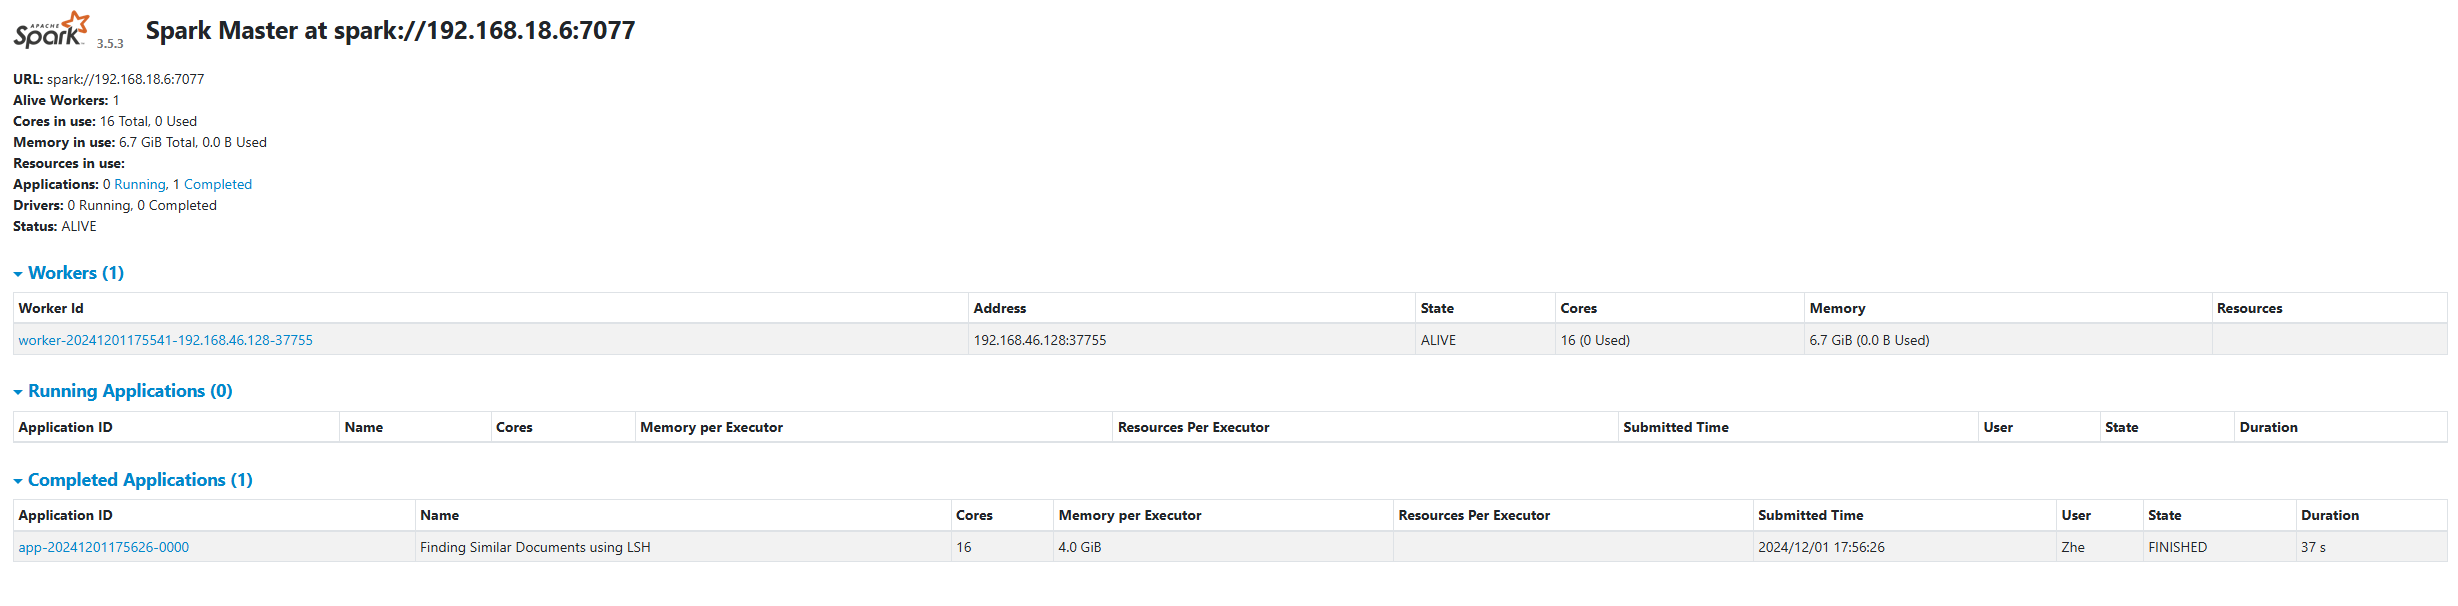 APACHE Spark 3.5.3 Spark Master at spark://192.168.18.6:7077
URL: spark://192.168.18.6:7077
Alive Workers: 1
Cores in use: 16 Total, 0 Used
Memory in use: 6.7 GiB Total, 0.0 B Used
Resources in use:
Applications: 0 Running, 1 Completed
Drivers: 0 Running, 0 Completed
Status: ALIVE
Workers (1)
Worker Id Address State Cores Memory Resources
worker-20241201175541-192.168.46.128-37755 192.168.46.128:37755 ALIVE 16 (0 Used) 6.7 GiB (0.0 B Used)
Running Applications (0)
Application ID Name Cores Memory per Executor Resources Per Executor Submitted Time User State Duration
Completed Applications (1)
Application ID Name Cores Memory per Executor Resources Per Executor Submitted Time User State Duration
app-20241201175626-0000 Finding Similar Documents using LSH 16 4.0 GiB 2024/12/01 17:56:26 Zhe FINISHED 37 s